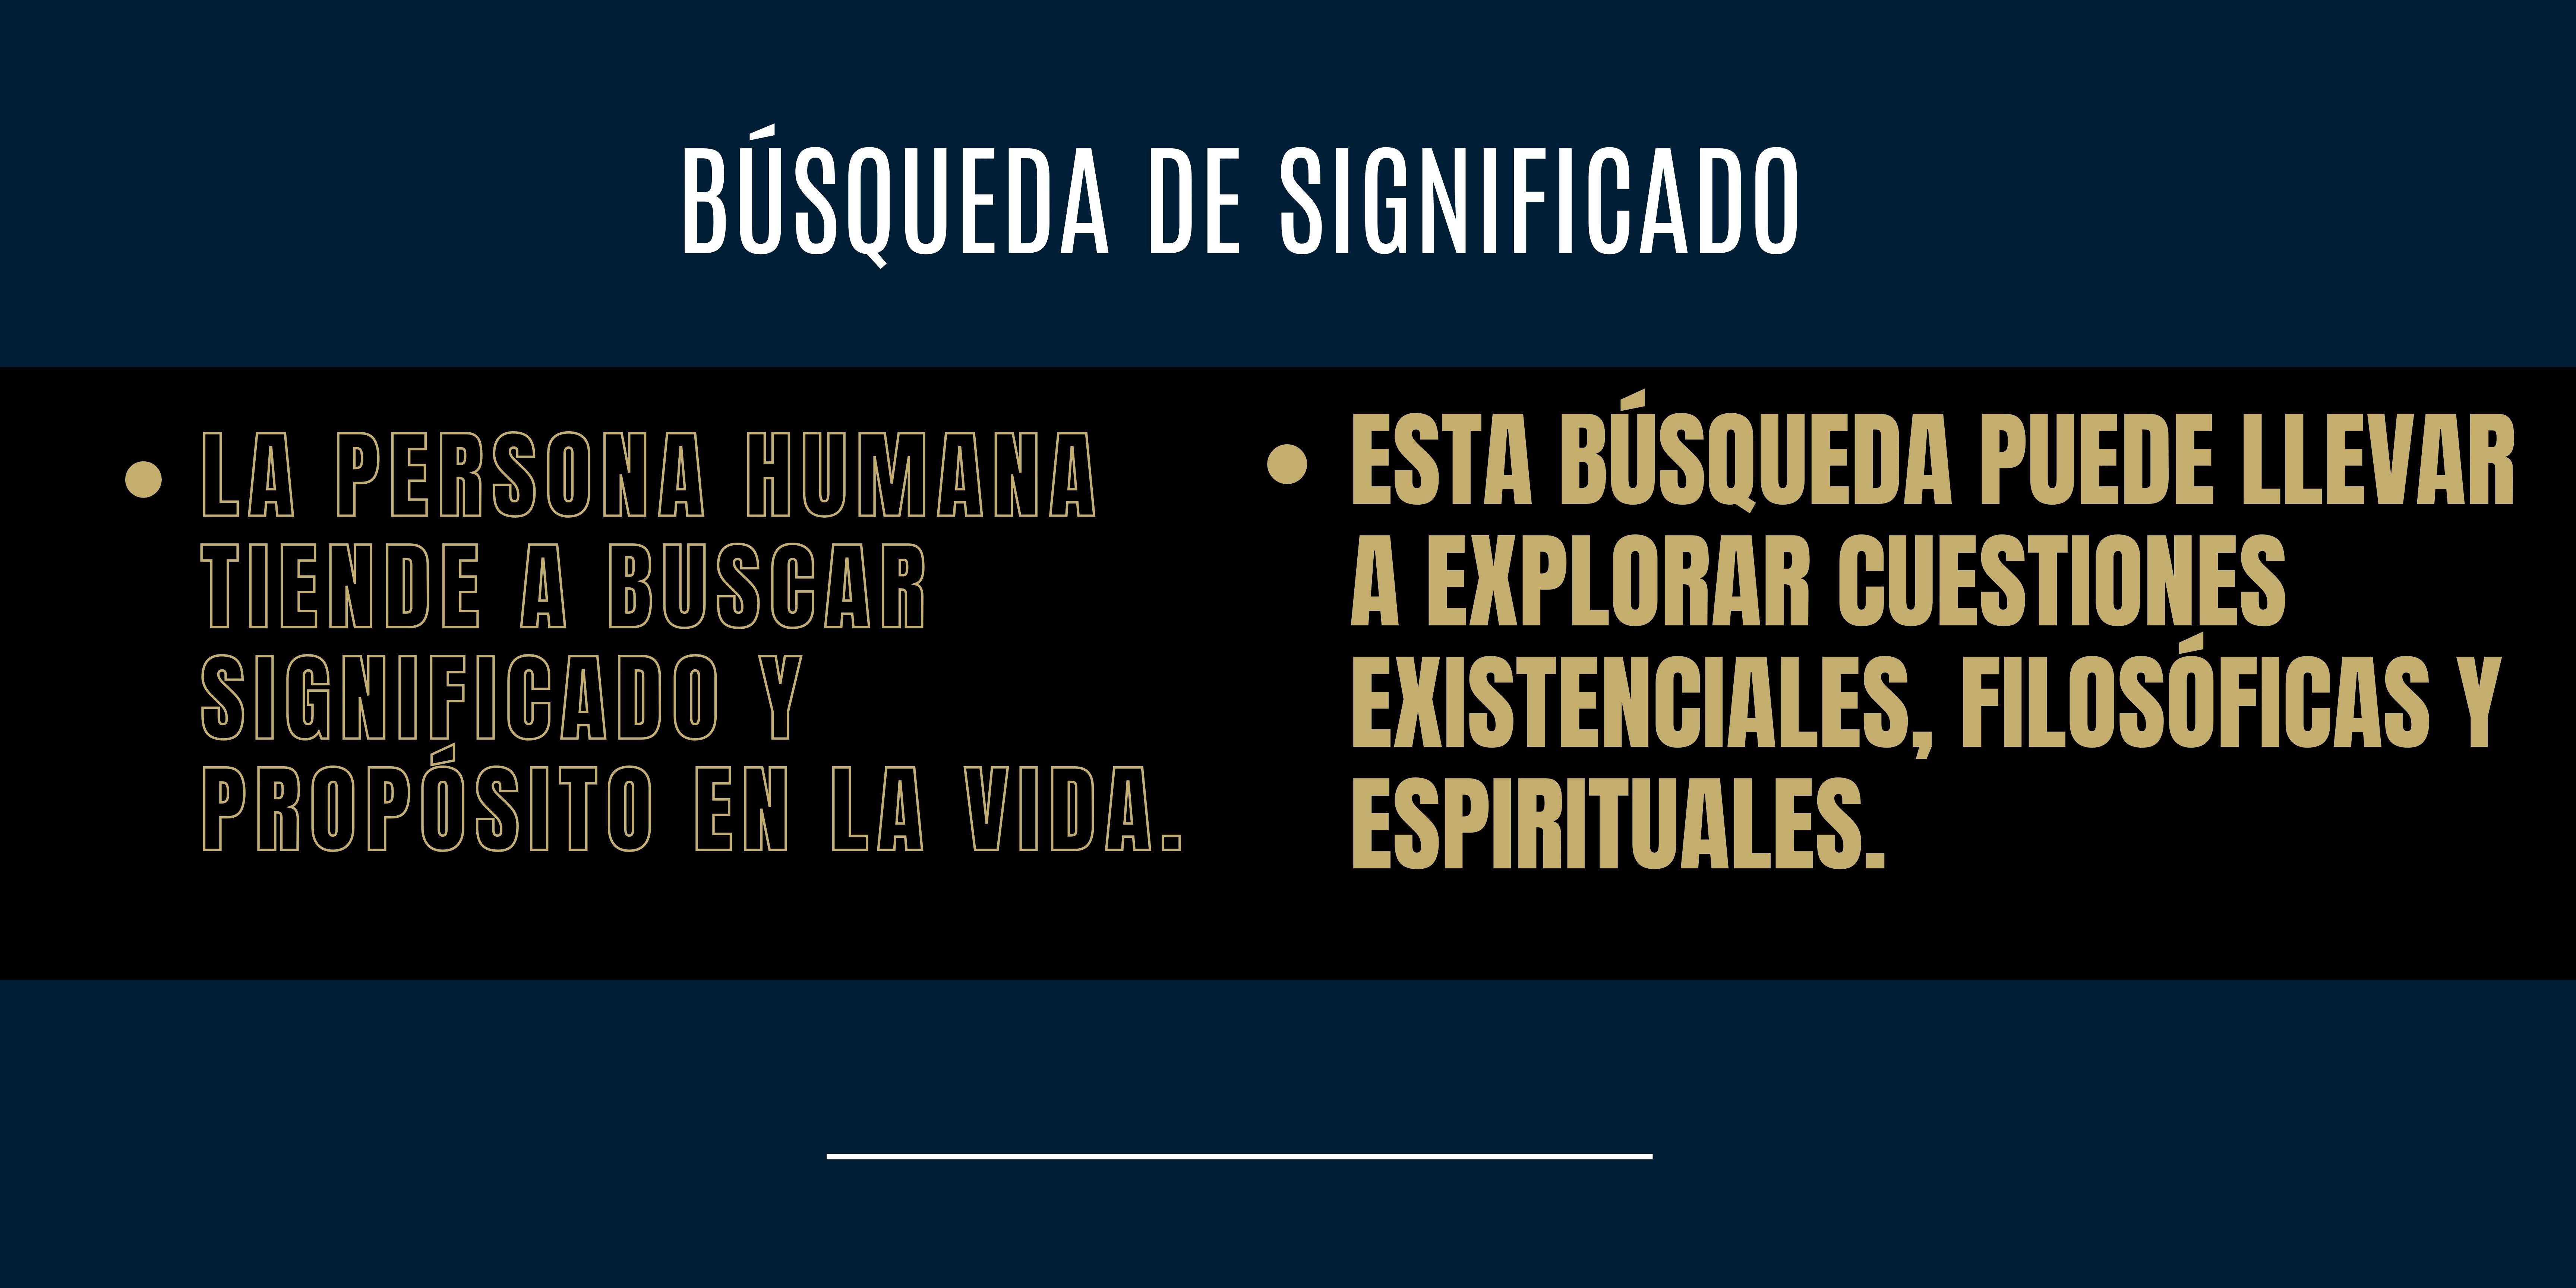 BÚSQUEDA DE SIGNIFICADO
• LA PERSONA HUMANA
TIENDE A BUSCAR
SIGNIFICADO Y
PROPÓSITO EN LA VIDA.
• ESTA BÚSQUEDA PUEDE LLEVAR
A EXPLORAR CUESTIONES
EXISTENCIALES, FILOSÓFICAS Y
ESPIRITUALES.